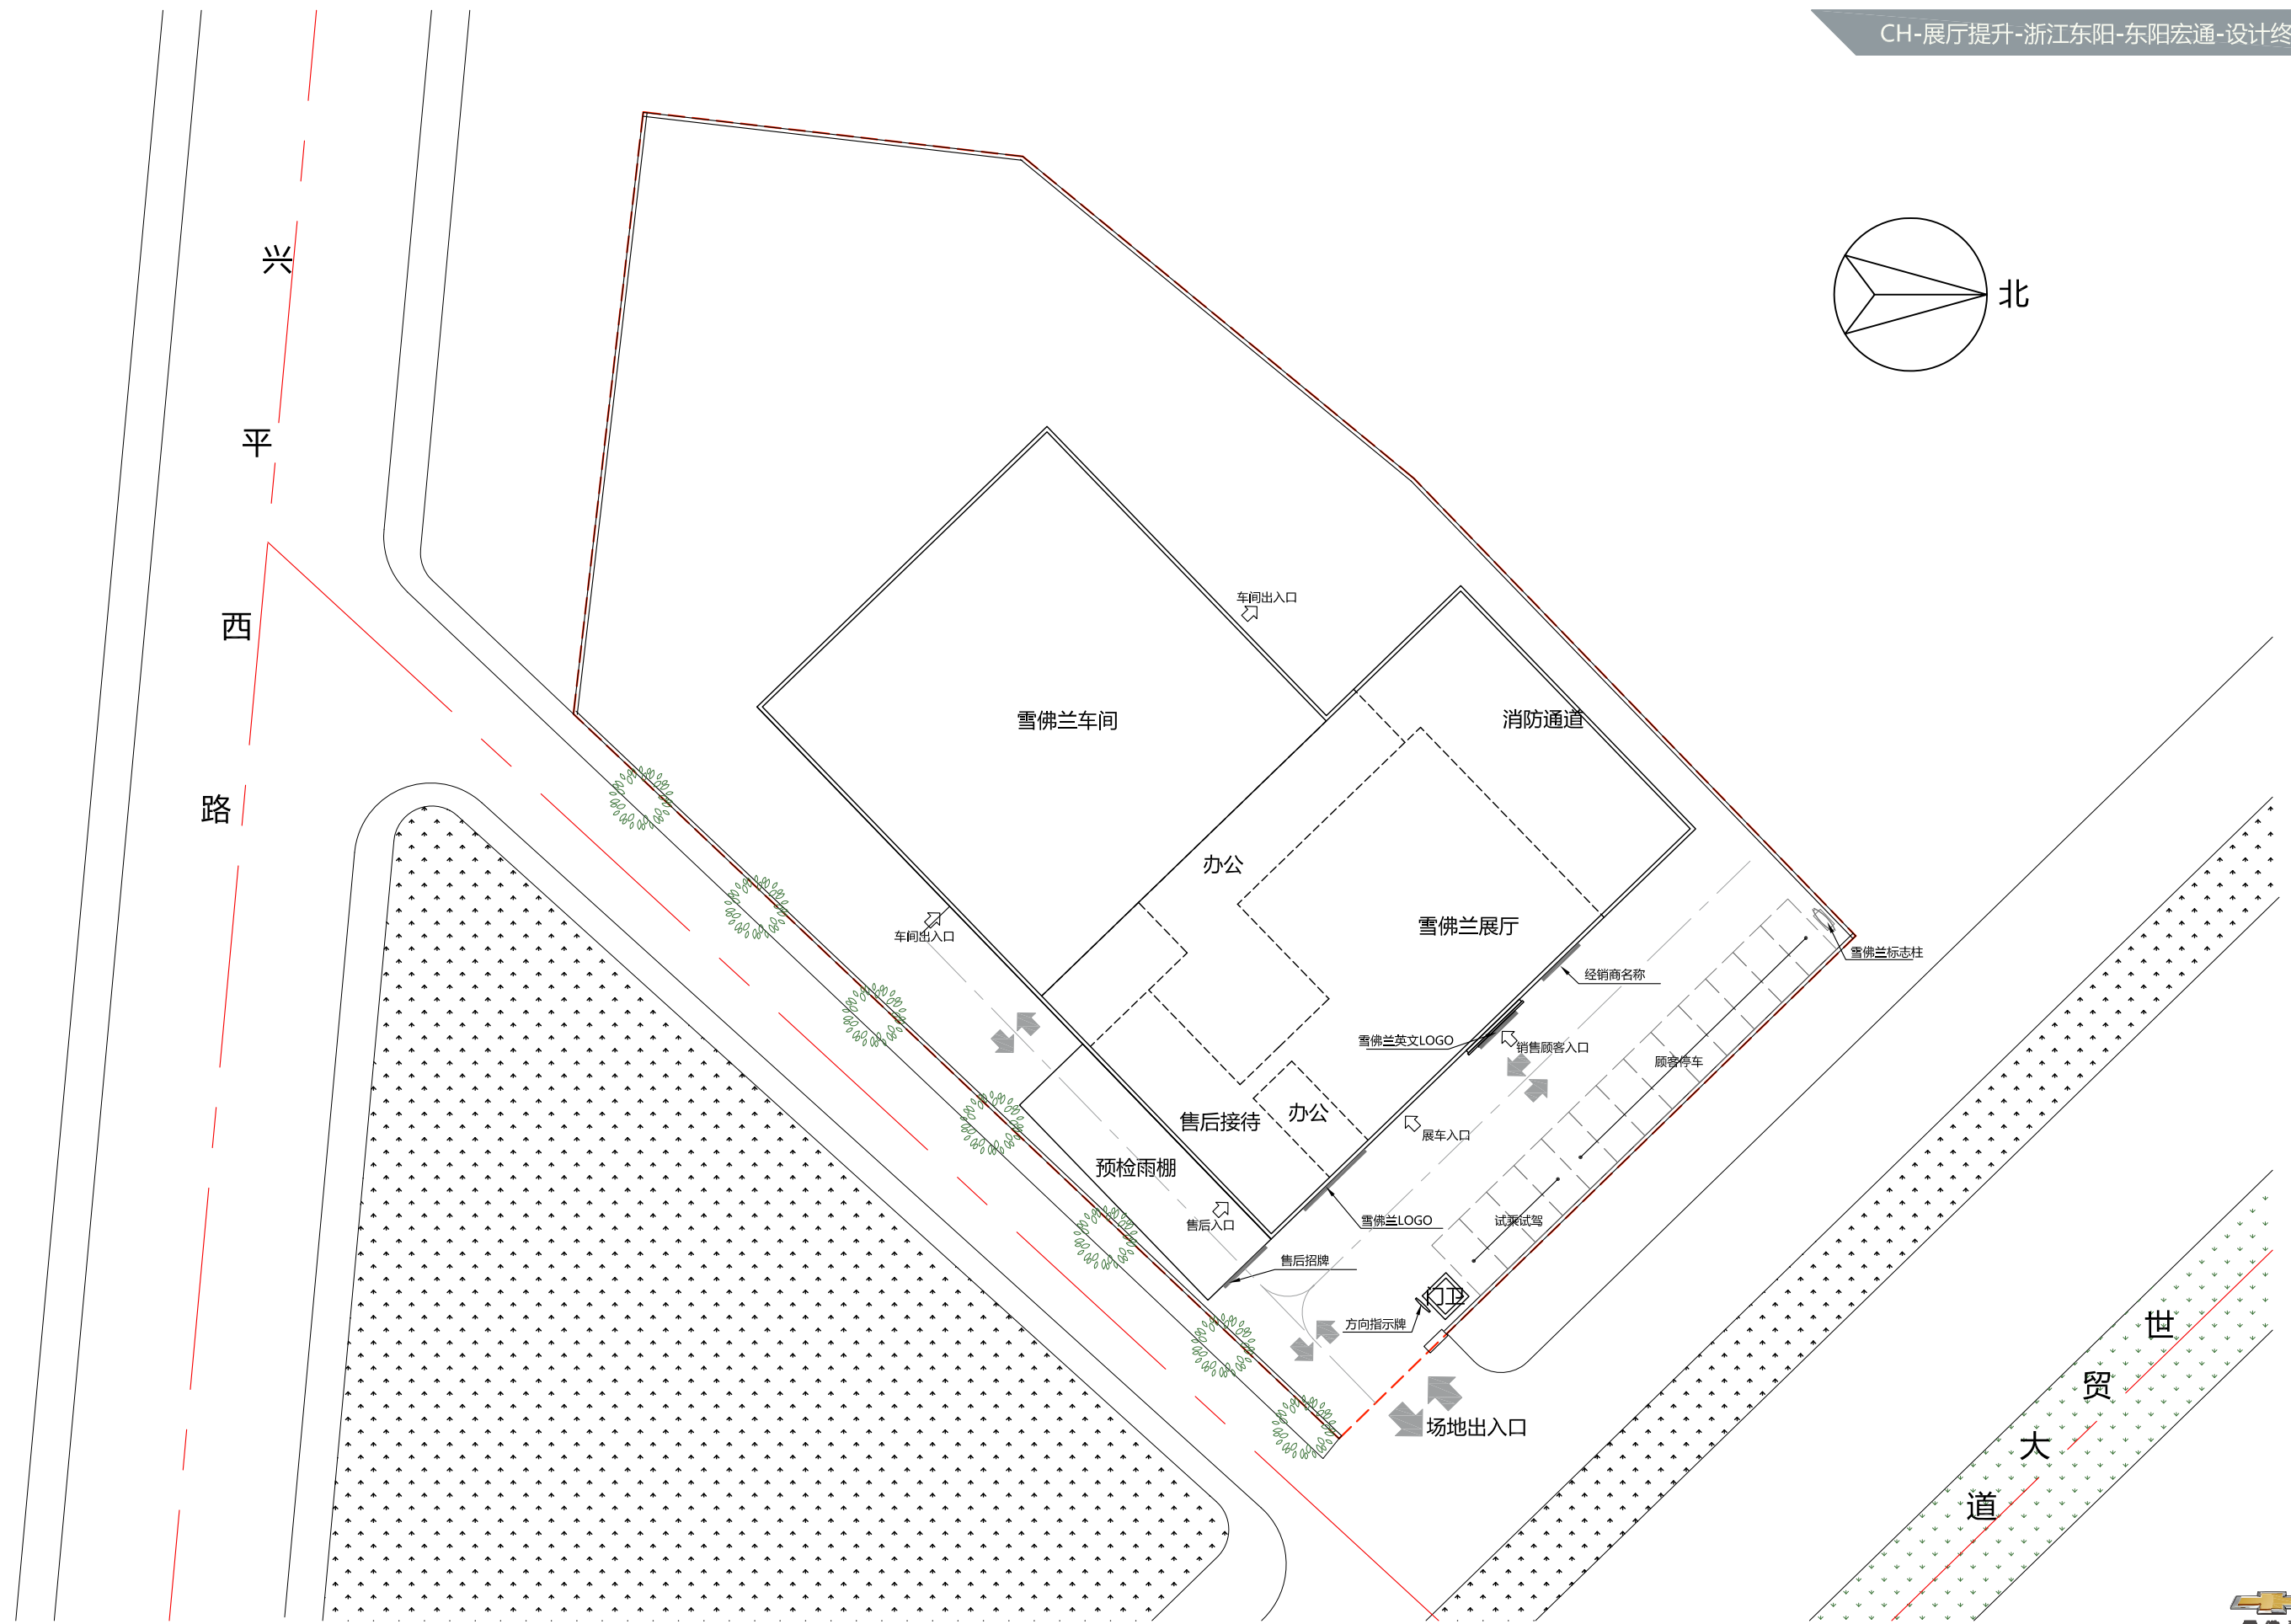 CH-展厅提升-浙江东阳-东阳宏通-设计终
兴
平
西
路
北
车间出入口
雪佛兰车间
消防通道
办公
雪佛兰展厅
车间出入口
雪佛兰标志柱
经销商名称
雪佛兰英文LOGO
销售顾客入口
顾客停车
售后接待
办公
展车入口
预检雨棚
售后入口
雪佛兰LOGO
试乘试驾
售后招牌
门卫
方向指示牌
场地出入口
世
贸
大
道